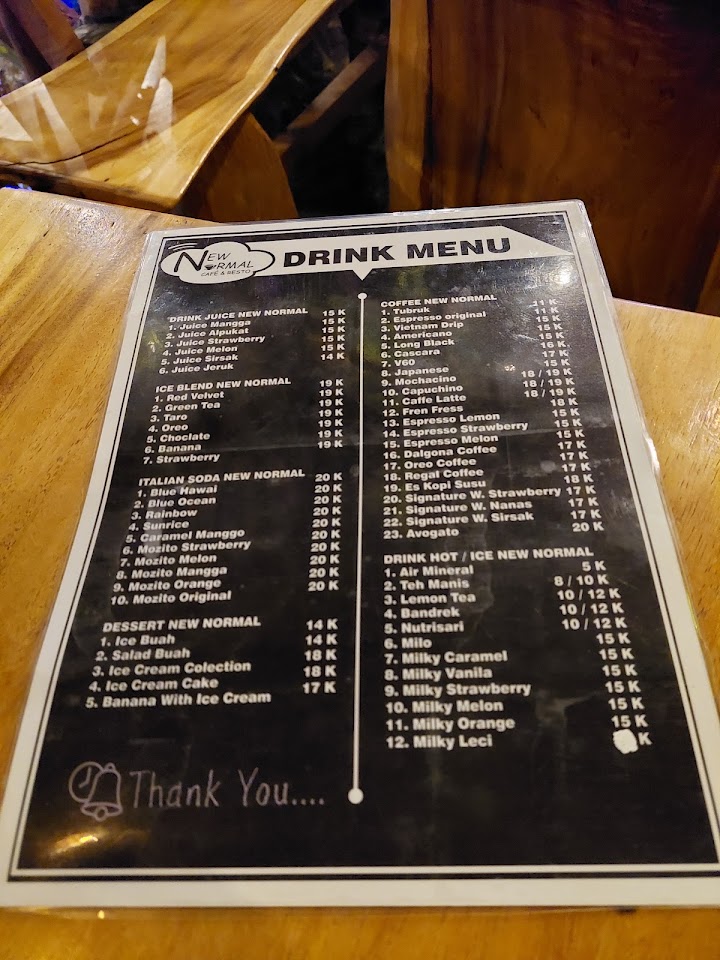 NEW NORMAL
CAFÉ & RESTO
DRINK MENU
DRINK JUICE NEW NORMAL
1. Juice Mangga 15 K
2. Juice Alpukat 15 K
3. Juice Strawberry 15 K
4. Juice Melon 15 K
5. Juice Sirsak 15 K
6. Juice Jeruk 14 K
ICE BLEND NEW NORMAL
1. Red Velvet 19 K
2. Green Tea 19 K
3. Taro 19 K
4. Oreo 19 K
5. Choclate 19 K
6. Banana 19 K
7. Strawberry
ITALIAN SODA NEW NORMAL
1. Blue Hawai 20 K
2. Blue Ocean 20 K
3. Rainbow 20 K
4. Sunrice 20 K
5. Caramel Manggo 20 K
6. Mozito Strawberry 20 K
7. Mozito Melon 20 K
8. Mozito Mangga 20 K
9. Mozito Orange 20 K
10. Mozito Original 20 K
DESSERT NEW NORMAL
1. Ice Buah 14 K
2. Salad Buah 14 K
3. Ice Cream Colection 18 K
4. Ice Cream Cake 18 K
5. Banana With Ice Cream 17 K
Thank You....
COFFEE NEW NORMAL
1. Tubruk 11 K
2. Espresso original 11 K
3. Vietnam Drip 15 K
4. Americano 15 K
5. Long Black 15 K
6. Cascara 16 K
7. V60 17 K
8. Japanese 17 K
9. Mochacino 18 / 19 K
10. Capuchino 18 / 19 K
11. Caffe Latte 18 / 19 K
12. Fren Fress 18 K
13. Espresso Lemon 15 K
14. Espresso Strawberry 15 K
15. Espresso Melon 15 K
16. Dalgona Coffee 17 K
17. Oreo Coffee 17 K
18. Regal Coffee 17 K
19. Es Kopi Susu 18 K
20. Signature W. Strawberry 17 K
21. Signature W. Nanas 17 K
22. Signature W. Sirsak 17 K
23. Avogato 20 K
DRINK HOT / ICE NEW NORMAL
1. Air Mineral 5 K
2. Teh Manis 8 / 10 K
3. Lemon Tea 10 / 12 K
4. Bandrek 10 / 12 K
5. Nutrisari 10 / 12 K
6. Milo 15 K
7. Milky Caramel 15 K
8. Milky Vanila 15 K
9. Milky Strawberry 15 K
10. Milky Melon 15 K
11. Milky Orange 15 K
12. Milky Leci K